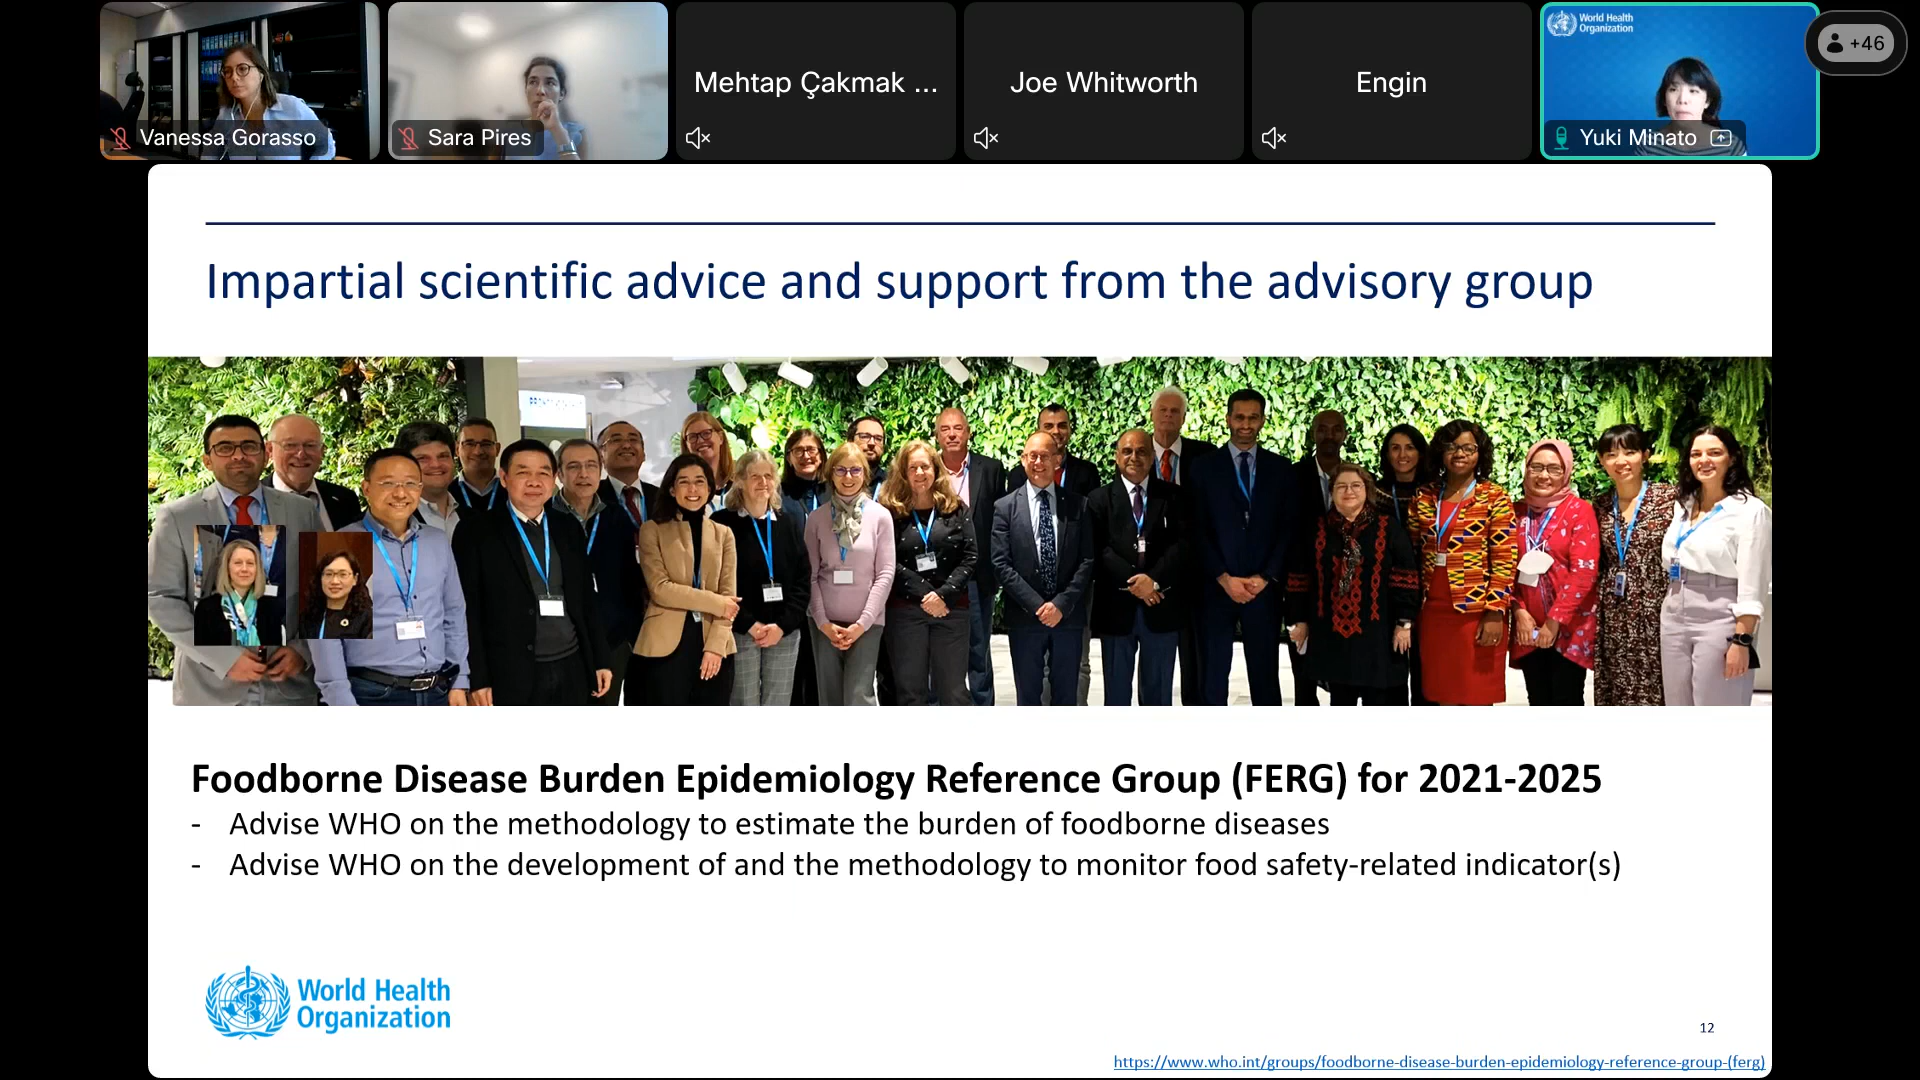 World Health
Organization
+46
Vanessa Gorasso
Sara Pires
Mehtap Çakmak ...
Joe Whitworth
Engin
Yuki Minato
Impartial scientific advice and support from the advisory group
Foodborne Disease Burden Epidemiology Reference Group (FERG) for 2021-2025
- Advise WHO on the methodology to estimate the burden of foodborne diseases
- Advise WHO on the development of and the methodology to monitor food safety-related indicator(s)
World Health
Organization
12
https://www.who.int/groups/foodborne-disease-burden-epidemiology-reference-group-(ferg)